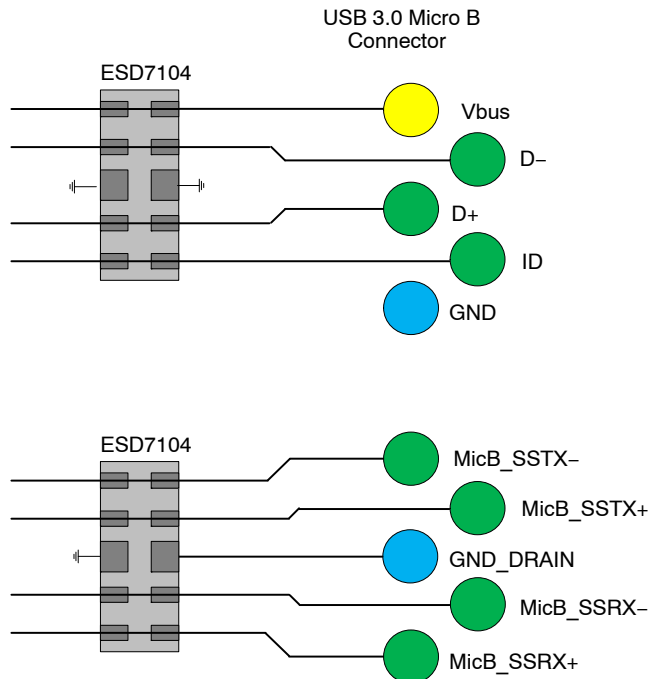 USB 3.0 Micro B
Connector
ESD7104
Vbus
D−
D+
ID
GND
ESD7104
MicB_SSTX−
MicB_SSTX+
GND_DRAIN
MicB_SSRX−
MicB_SSRX+